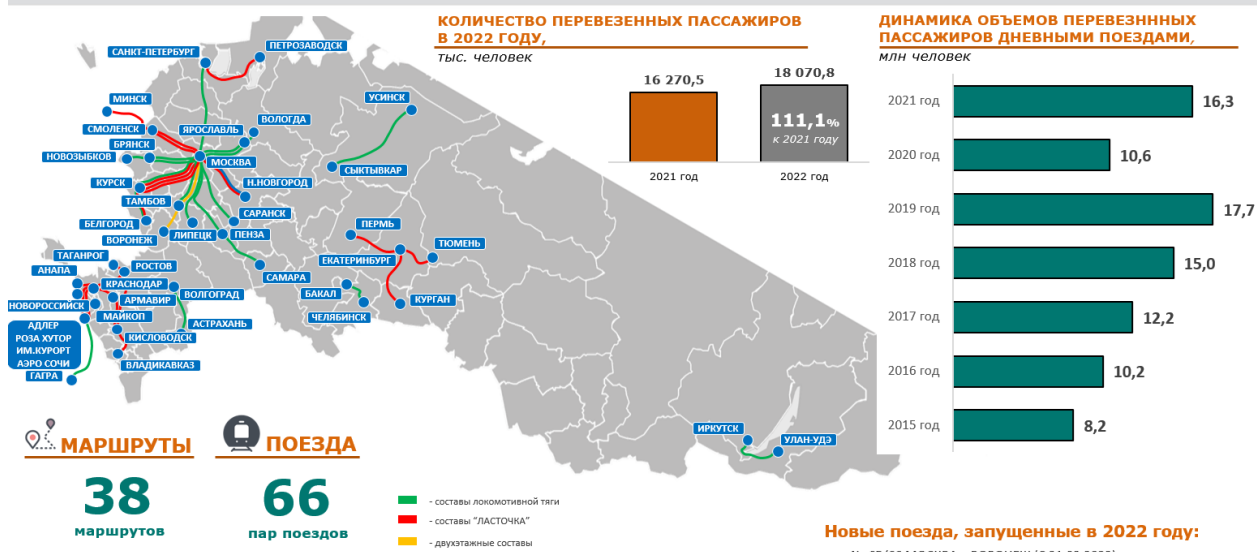 КОЛИЧЕСТВО ПЕРЕВЕЗЕННЫХ ПАССАЖИРОВ
В 2022 ГОДУ,
тыс. человек
16 270,5
18 070,8
111,1%
к 2021 году
2021 год
2022 год
ДИНАМИКА ОБЪЕМОВ ПЕРЕВЕЗНННЫХ
ПАССАЖИРОВ ДНЕВНЫМИ ПОЕЗДАМИ,
млн человек
2021 год
16,3
2020 год
10,6
2019 год
17,7
2018 год
15,0
2017 год
12,2
2016 год
10,2
2015 год
8,2
САНКТ-ПЕТЕРБУРГ
ПЕТРОЗАВОДСК
МИНСК
УСИНСК
СМОЛЕНСК
ЯРОСЛАВЛЬ
ВОЛОГДА
БРЯНСК
НОВОЗЫБКОВ
МОСКВА
СЫКТЫВКАР
КУРСК
Н.НОВГОРОД
ТАМБОВ
САРАНСК
БЕЛГОРОД
ВОРОНЕЖ
ЛИПЕЦК
ПЕНЗА
ПЕРМЬ
ТЮМЕНЬ
ТАГАНРОГ
ЕКАТЕРИНБУРГ
АНАПА
РОСТОВ
САМАРА
КРАСНОДАР
БАКАЛ
КУРГАН
НОВОРОССИЙСК
АРМАВИР
ВОЛГОГРАД
МАЙКОП
ЧЕЛЯБИНСК
АДЛЕР
РОЗА ХУТОР
ИМ.КУРОРТ
АЭРО СОЧИ
АСТРАХАНЬ
КИСЛОВОДСК
ВЛАДИКАВКАЗ
ГАГРА
ИРКУТСК
УЛАН-УДЭ
МАРШРУТЫ
38
маршрутов
ПОЕЗДА
66
пар поездов
- составы локомотивной тяги
- составы "ЛАСТОЧКА"
- двухэтажные составы
Новые поезда, запущенные в 2022 году: